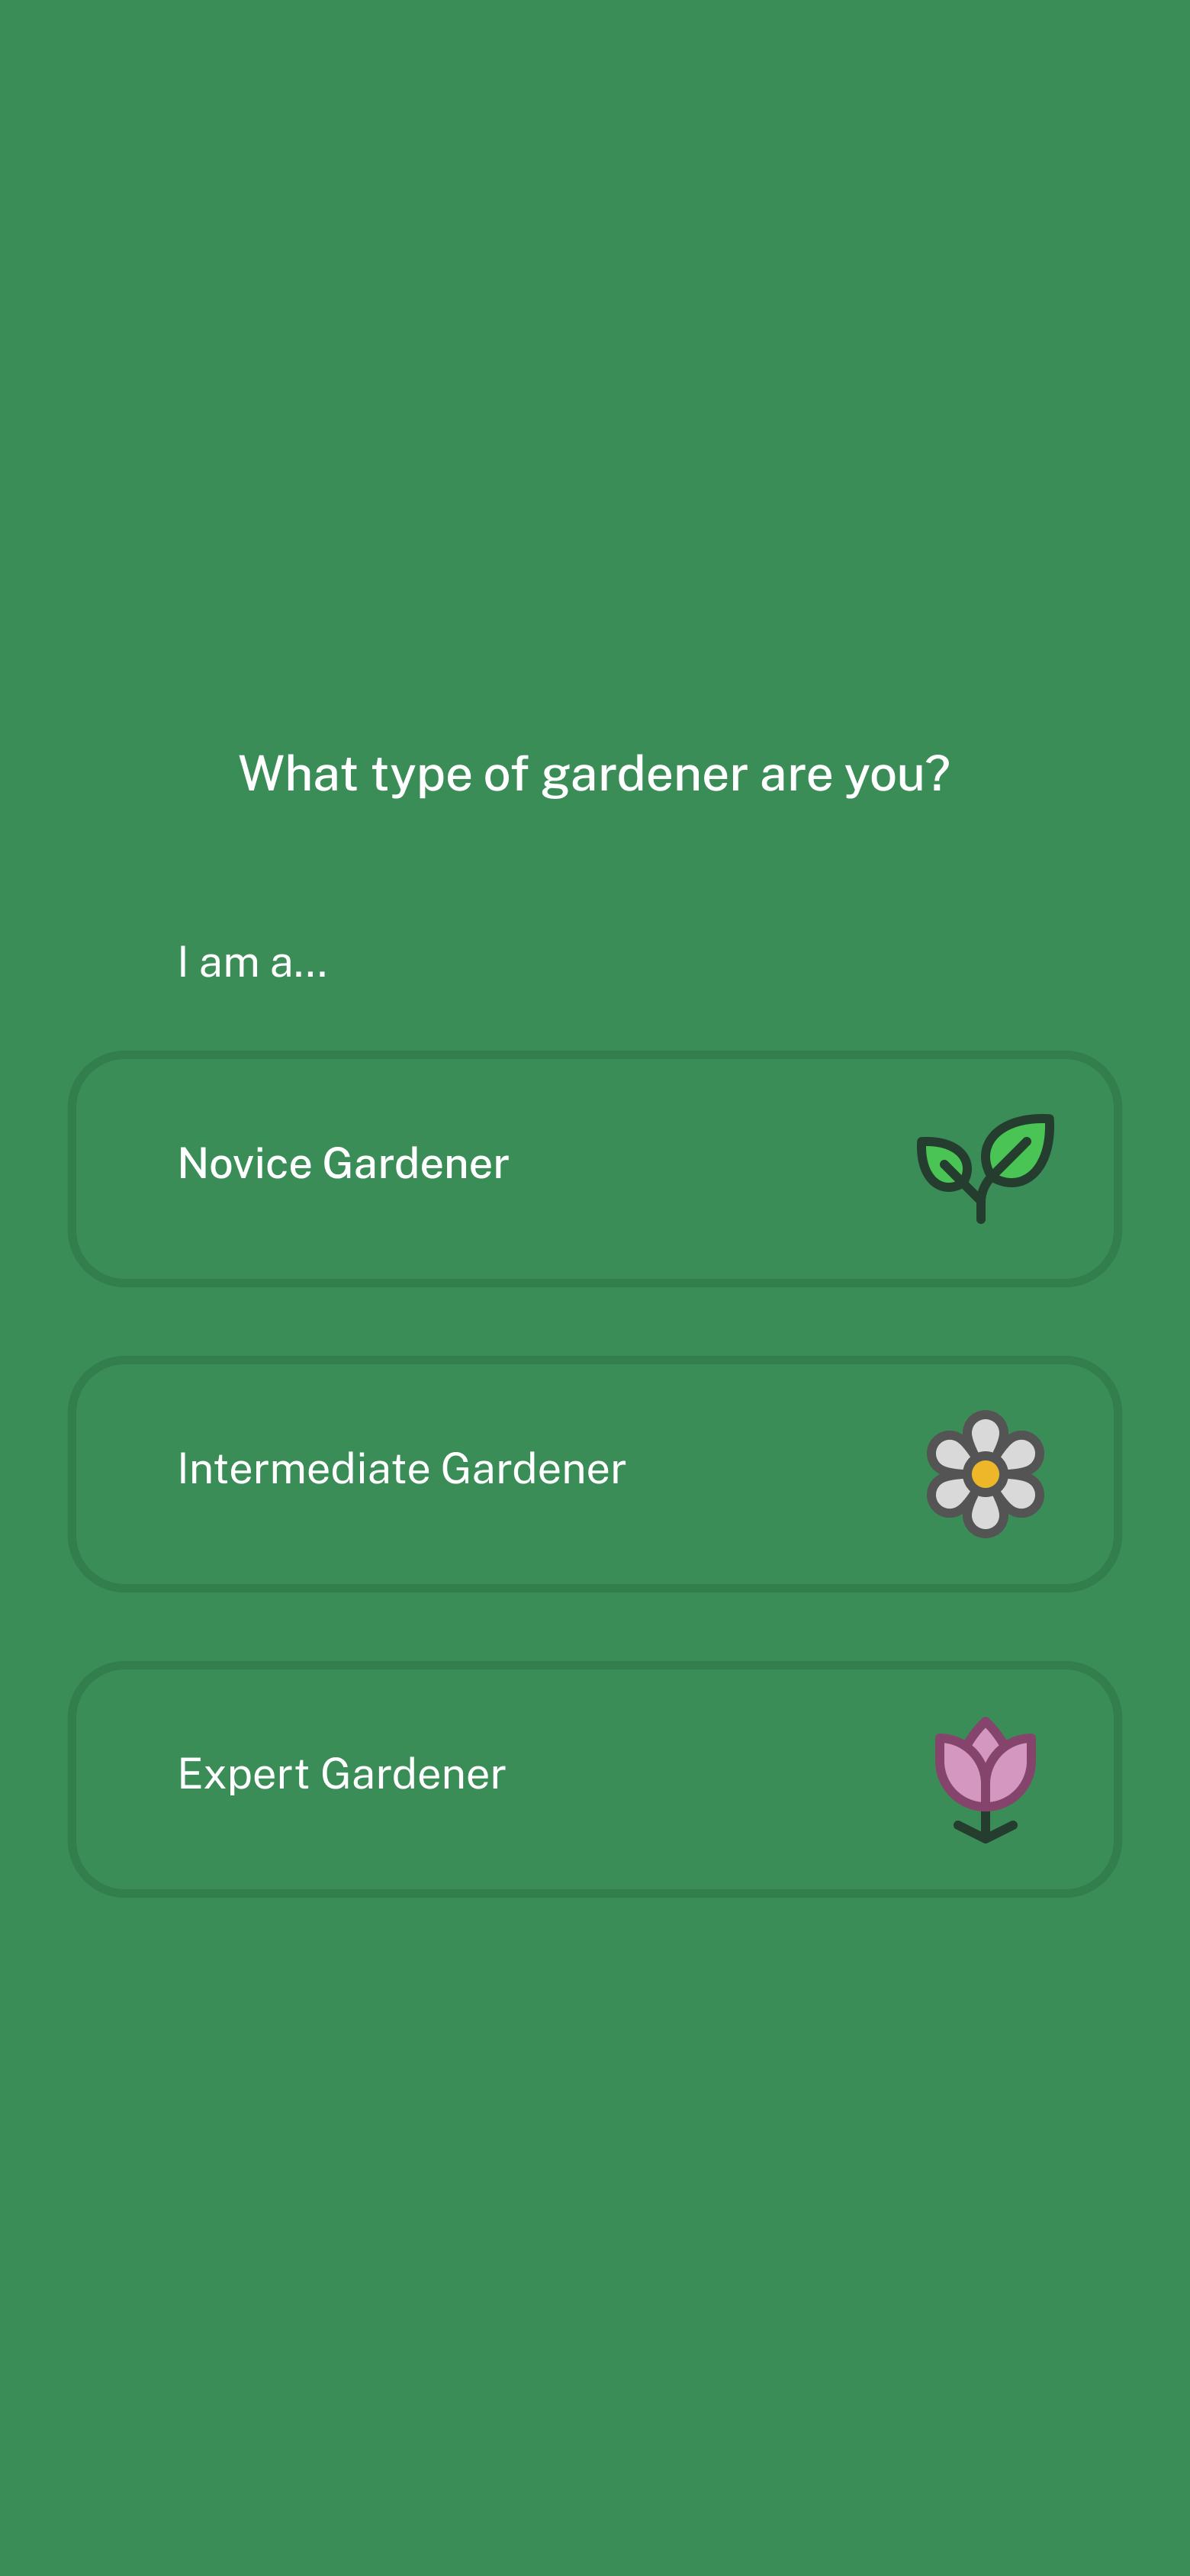 What type of gardener are you?
I am a...
Novice Gardener
Intermediate Gardener
Expert Gardener